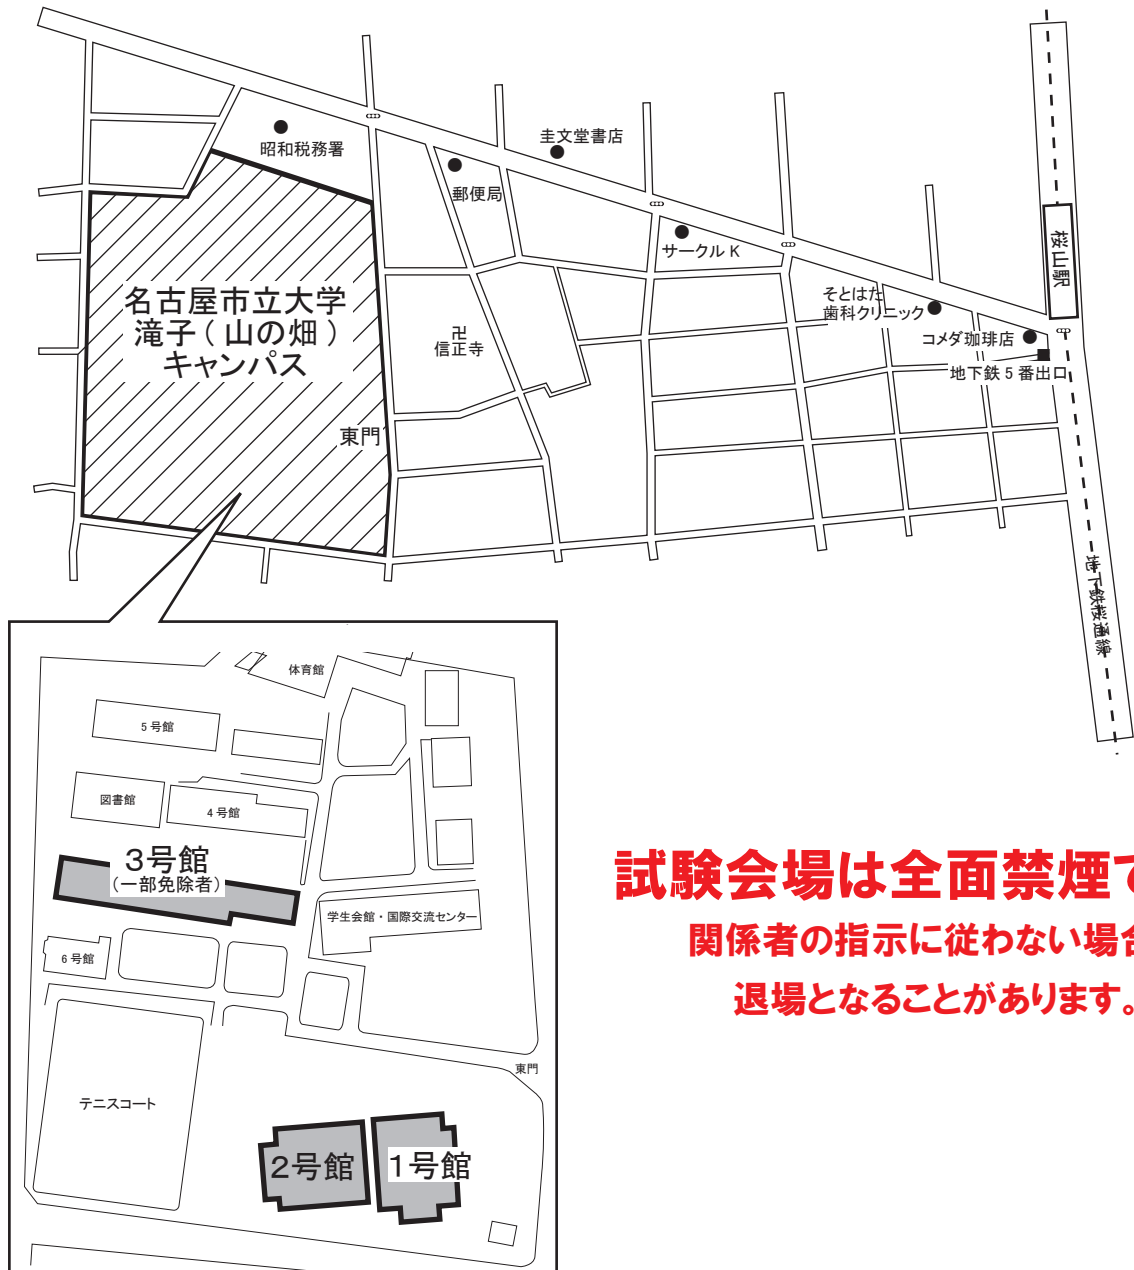 昭和税務署
圭文堂書店
郵便局
サークル K
桜山駅
そとはた
歯科クリニック
コメダ珈琲店
地下鉄 5 番出口
名古屋市立大学
滝子（山の畑）
キャンパス
卍
信正寺
東門
地下鉄桜通線
体育館
5 号館
図書館
4 号館
3号館
（一部免除者）
学生会館・国際交流センター
6 号館
東門
テニスコート
2号館
1号館
試験会場は全面禁煙で
関係者の指示に従わない場合
退場となることがあります。